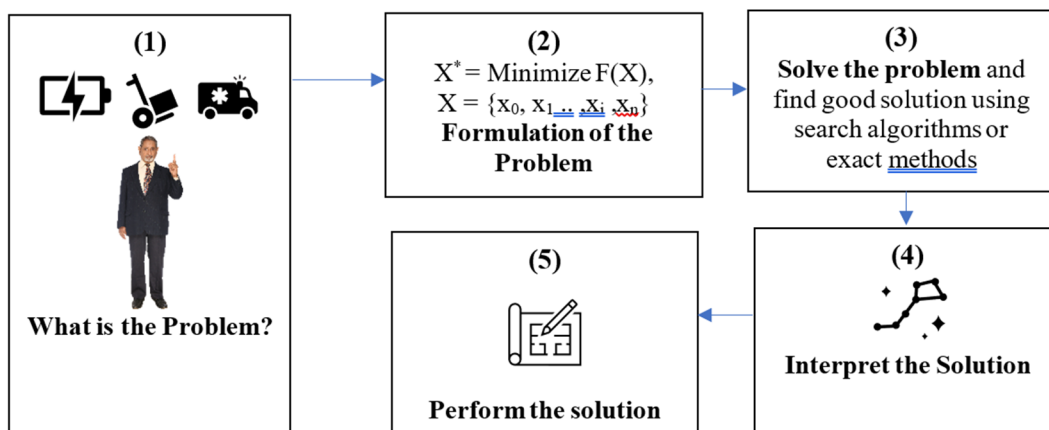 (1)
What is the Problem?
(2)
X* = Minimize F(X),
X = {x0, x1 .. ,xi ,xn}
Formulation of the
Problem
(3)
Solve the problem and
find good solution using
search algorithms or
exact methods
(4)
Interpret the Solution
(5)
Perform the solution